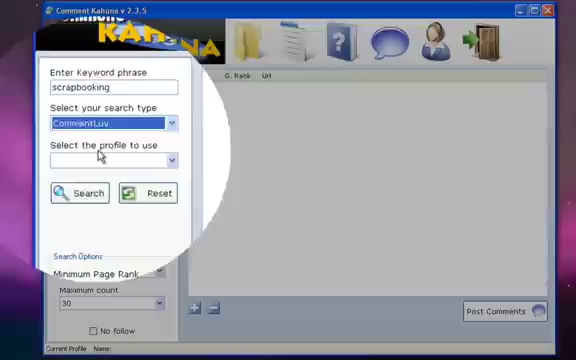 Comment Kahuna v 2.3.5
KAHUNA
Enter Keyword phrase
scrapbooking
Select your search type
CommentLuv
Select the profile to use
Search
Reset
Search Options
Minimum Page Rank
Maximum count
30
No follow
G. Rank
Url
Post Comments
Current Profile
Name: